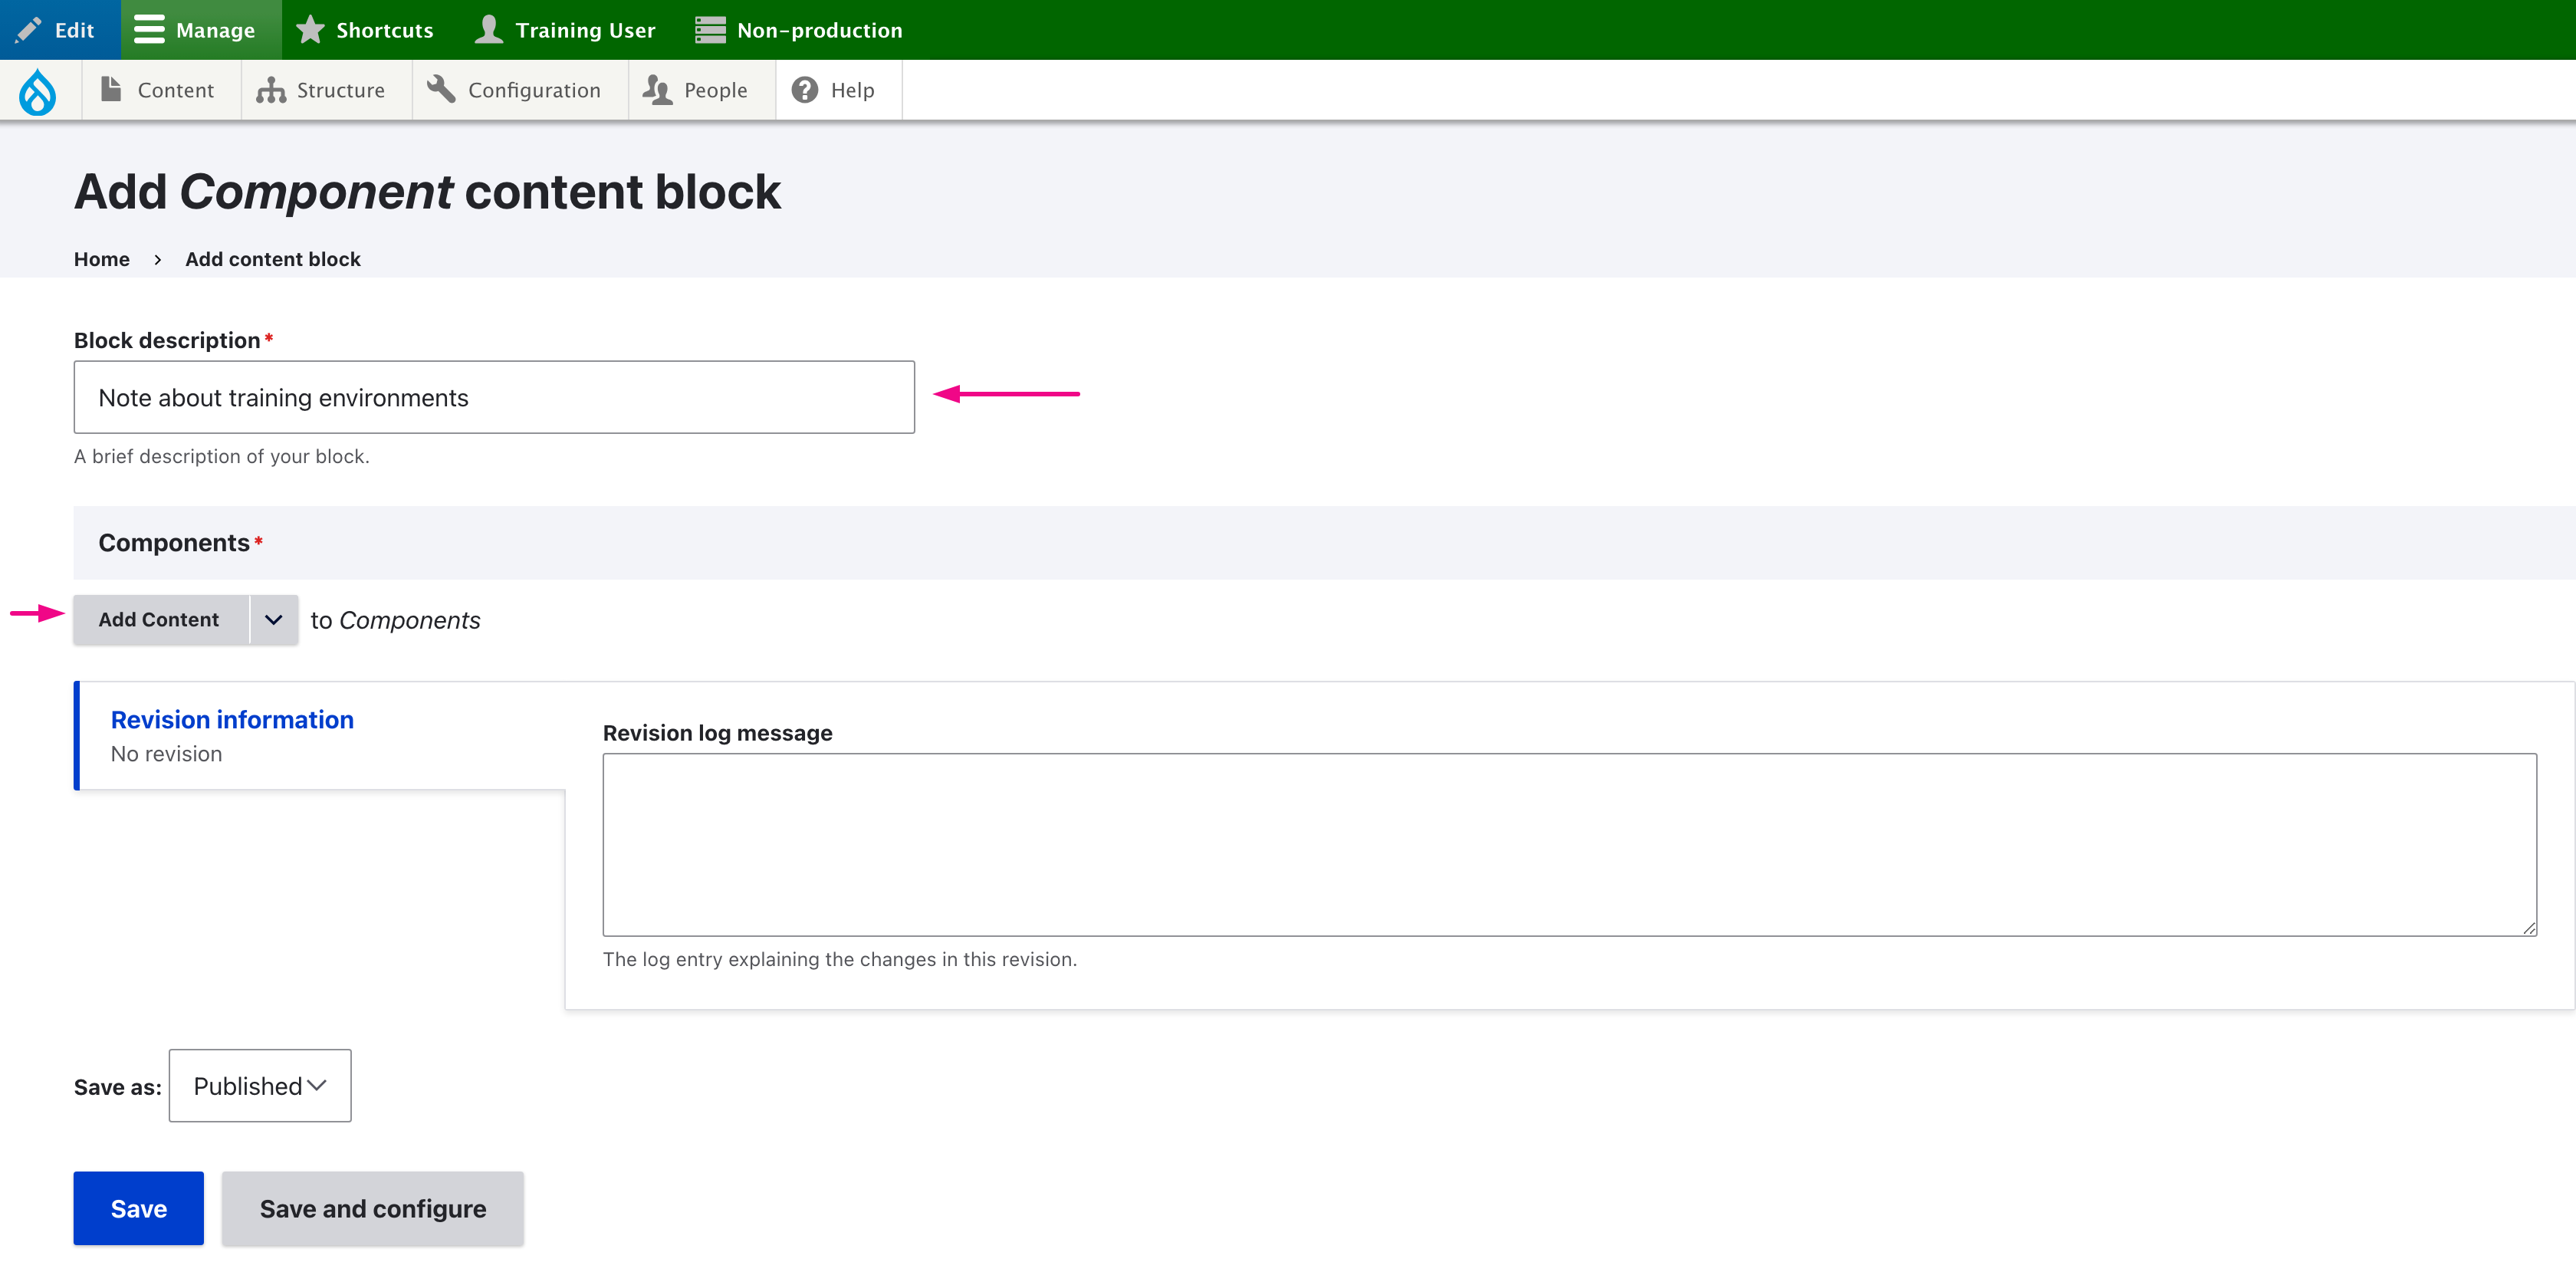 Edit Manage Shortcuts Training User Non-production
Content Structure Configuration People Help
Add Component content block
Home › Add content block
Block description*
Note about training environments
A brief description of your block.
Components*
Add Content to Components
Revision information
No revision
Revision log message
The log entry explaining the changes in this revision.
Save as: Published
Save Save and configure